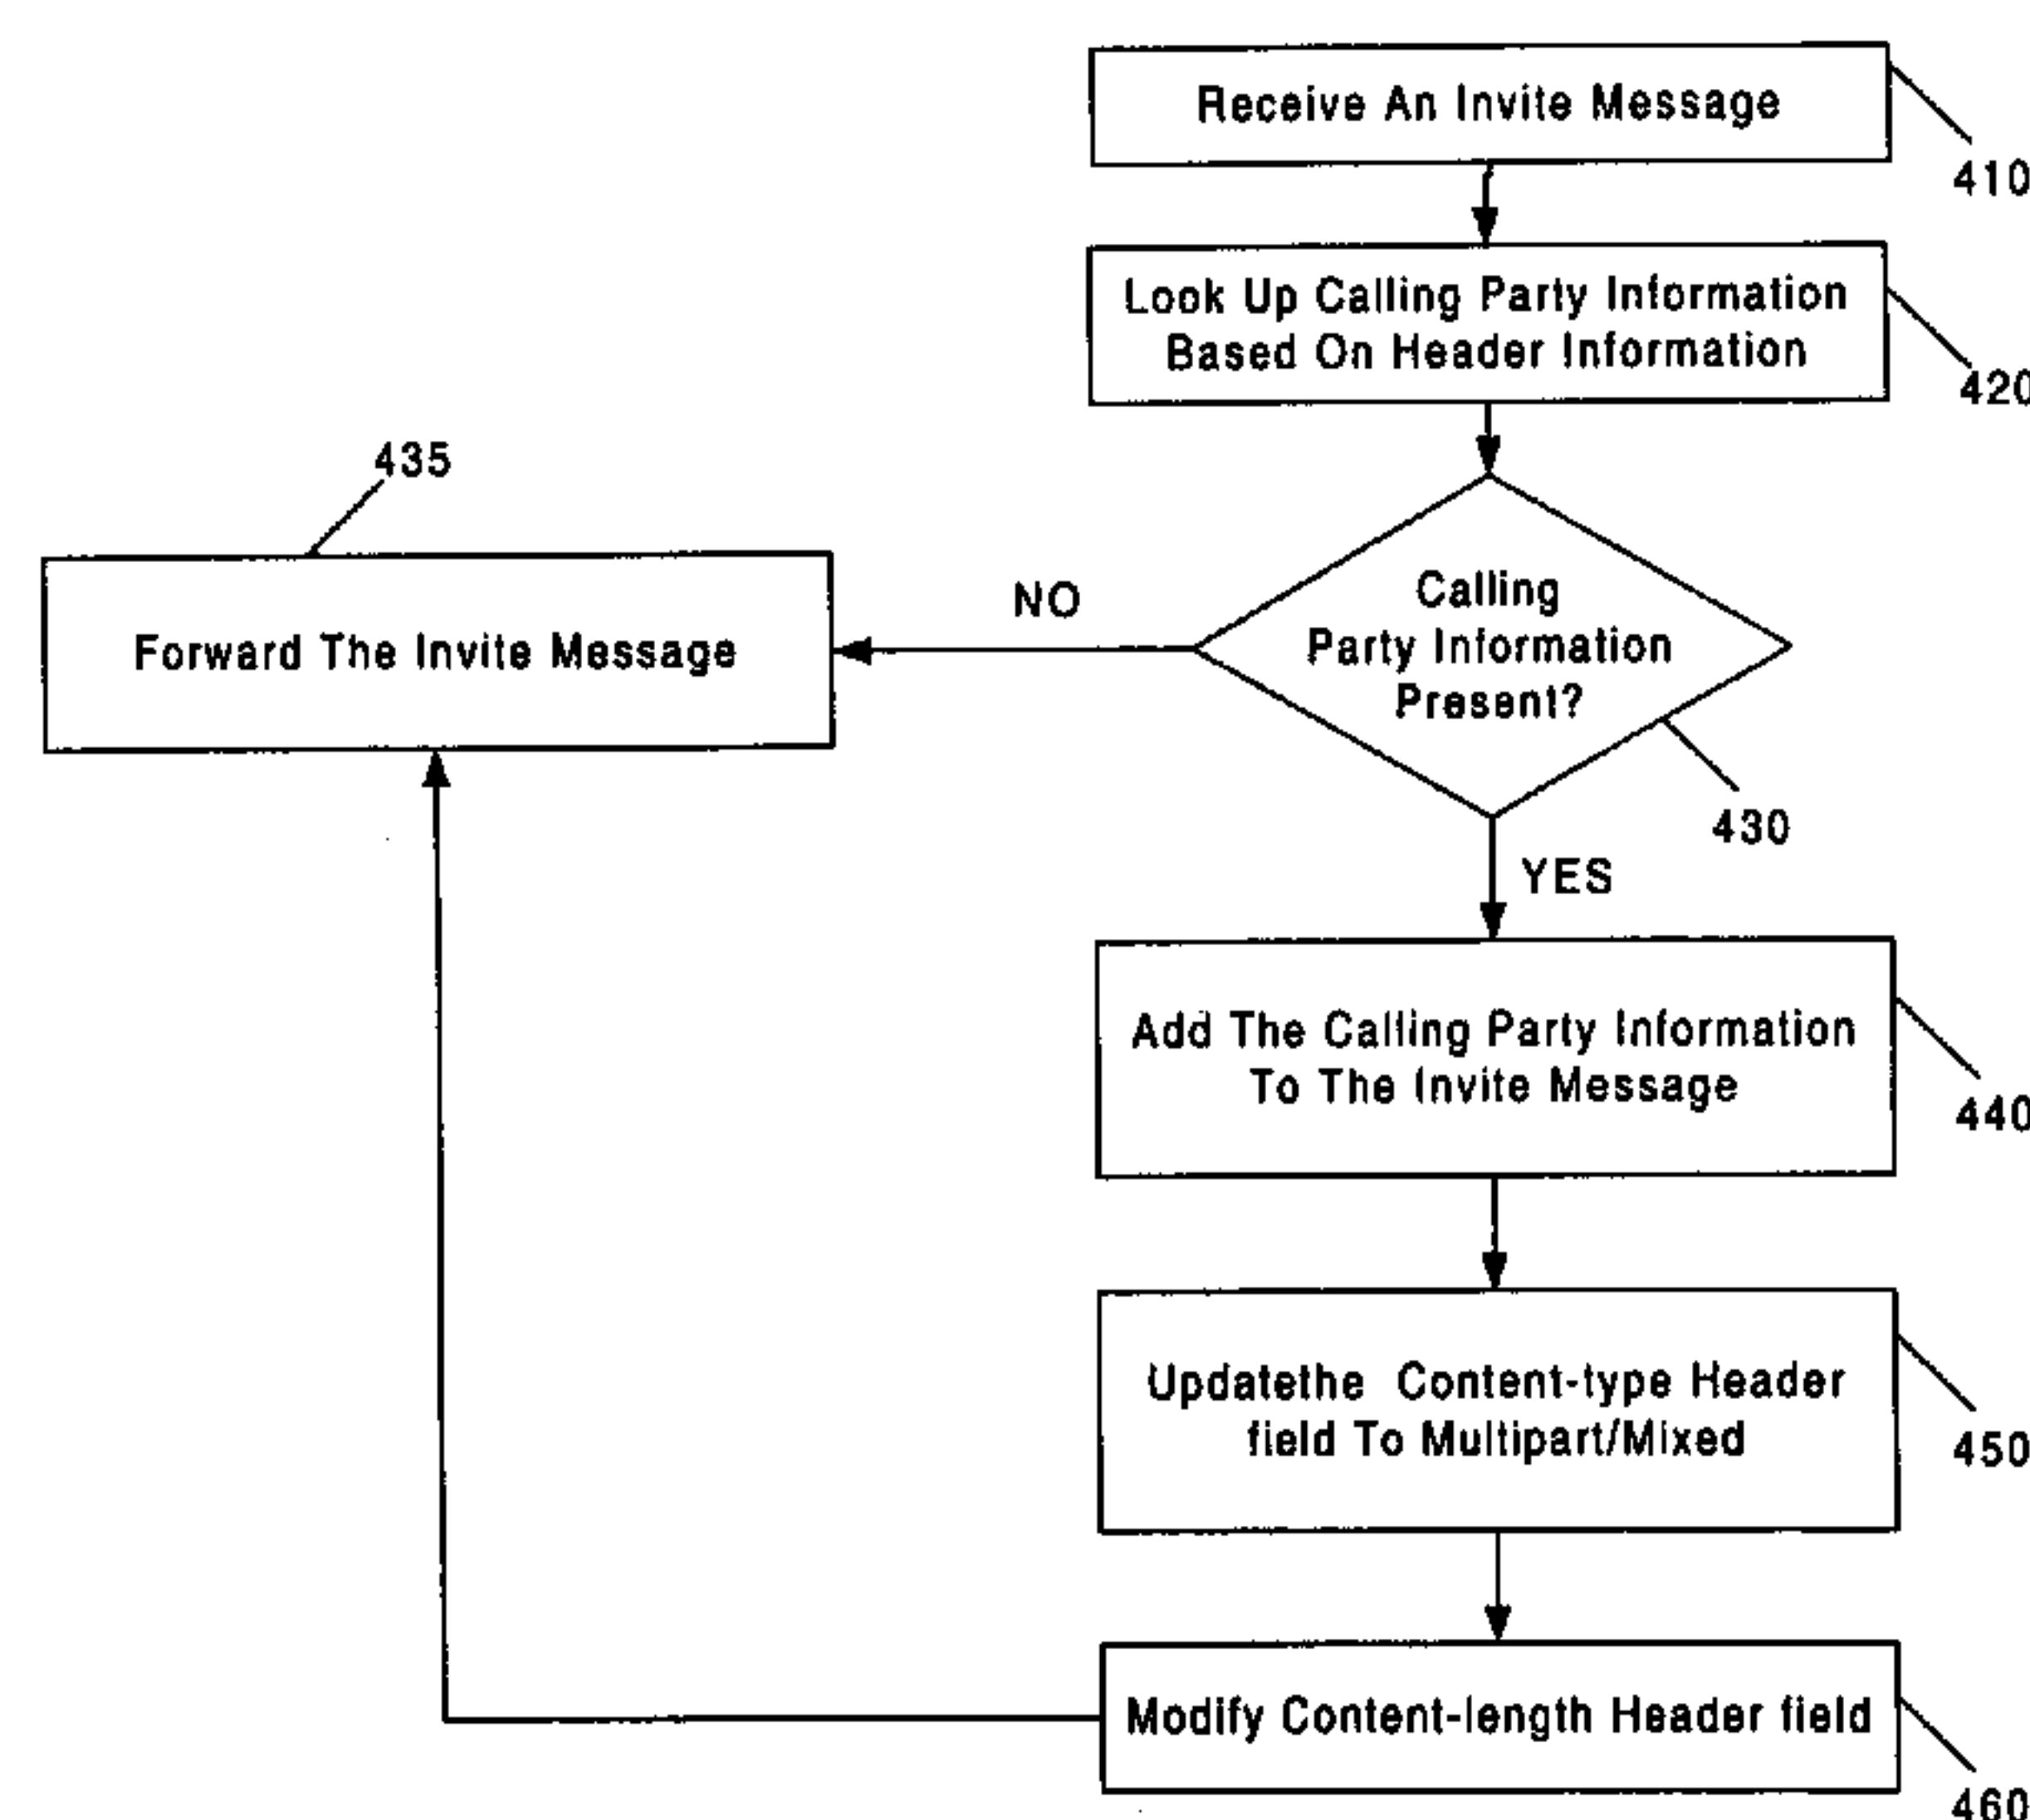 Receive An Invite Message
410
Look Up Calling Party Information
Based On Header Information
420
435
Forward The Invite Message
NO
Calling
Party Information
Present?
430
YES
Add The Calling Party Information
To The Invite Message
440
Updatethe Content-type Header
field To Multipart/Mixed
450
Modify Content-length Header field
460